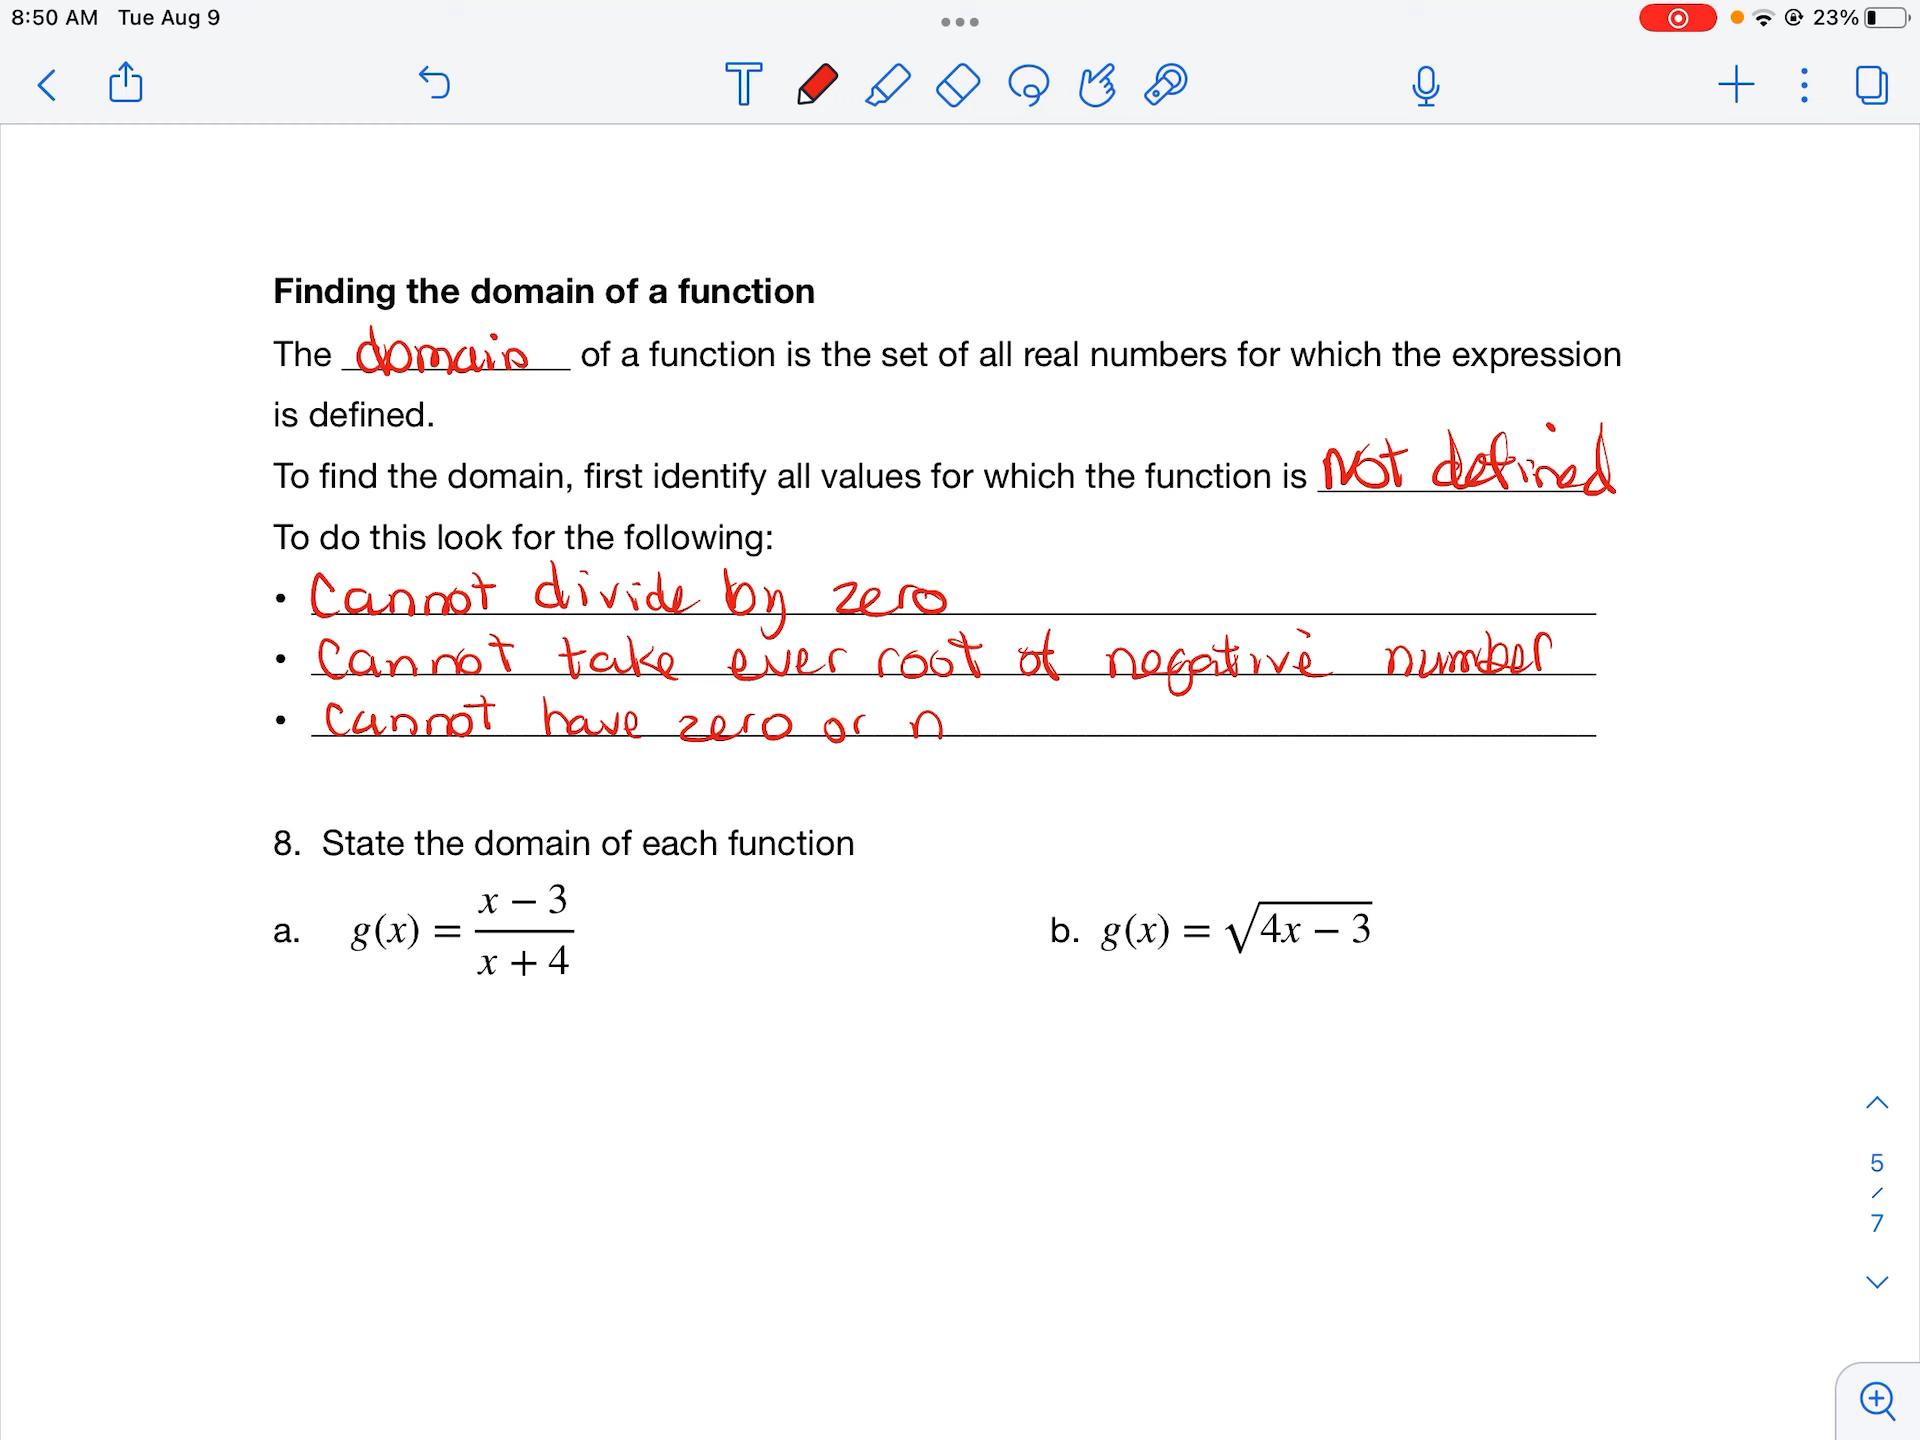 8:50 AM Tue Aug 9
23%
Finding the domain of a function
The domain of a function is the set of all real numbers for which the expression
is defined.
To find the domain, first identify all values for which the function is not defined
To do this look for the following:
• Cannot divide by zero
• Cannot take even root of negative number
• Cannot have zero or n
8. State the domain of each function
a. g(x) = (x − 3)/(x + 4) b. g(x) = √(4x − 3)
5
/
7